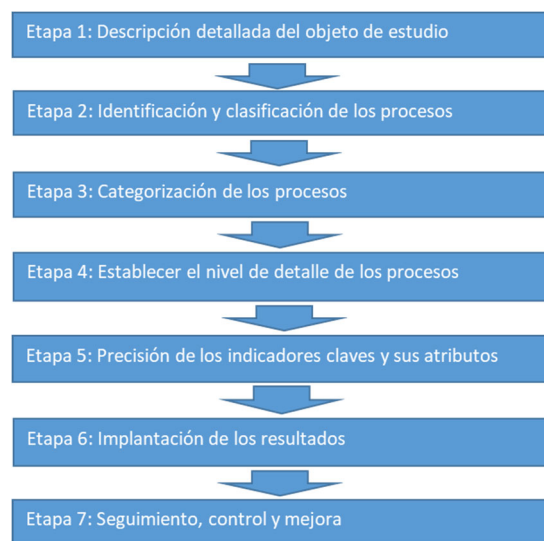 Etapa 1: Descripción detallada del objeto de estudio
Etapa 2: Identificación y clasificación de los procesos
Etapa 3: Categorización de los procesos
Etapa 4: Establecer el nivel de detalle de los procesos
Etapa 5: Precisión de los indicadores claves y sus atributos
Etapa 6: Implantación de los resultados
Etapa 7: Seguimiento, control y mejora